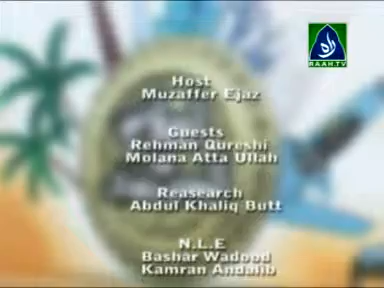 RAAH.TV
Host
Muzaffer Ejaz
Guests
Rehman Qureshi
Molana Atta Ullah
Reasearch
Abdul Khaliq Butt
N.L.E
Bashar Wadood
Kamran Andalib